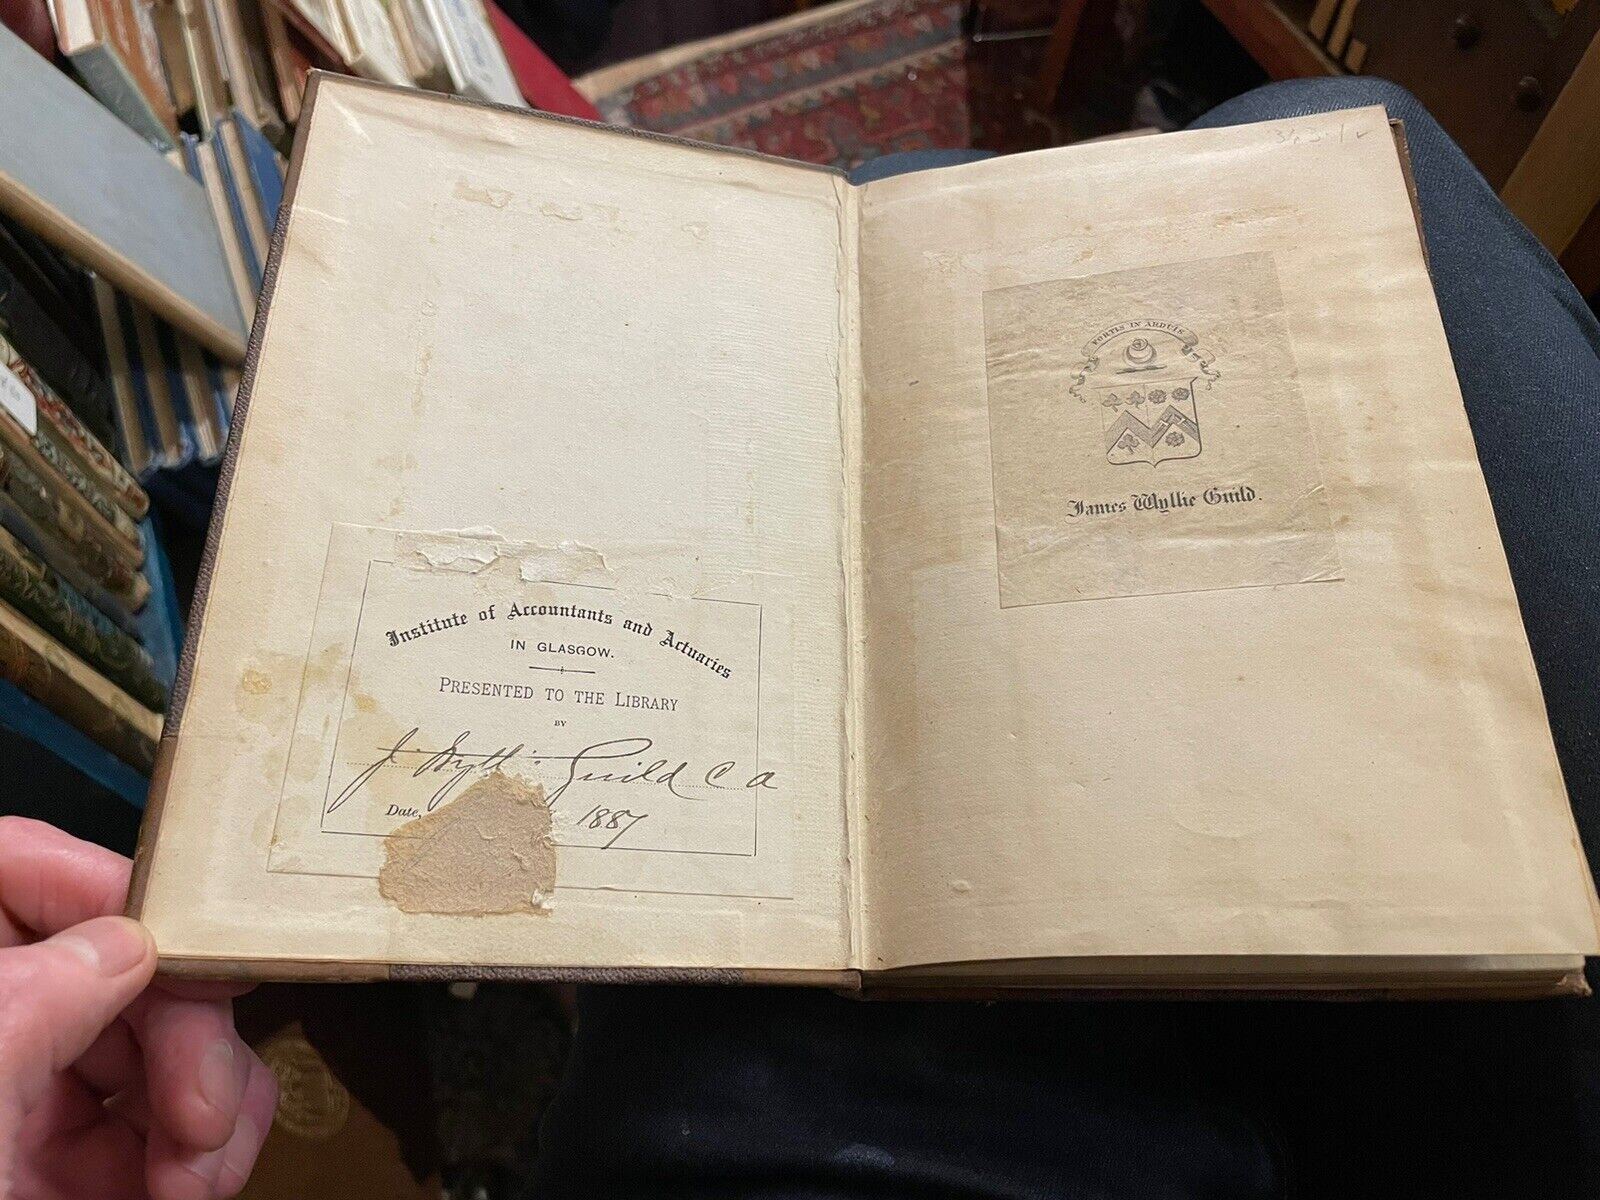 Institute of Accountants and Actuaries
IN GLASGOW.
PRESENTED TO THE LIBRARY
BY
J. Wyllie Guild C A
Date, 1887
FORTIS IN ARDUIS
James Wyllie Guild.